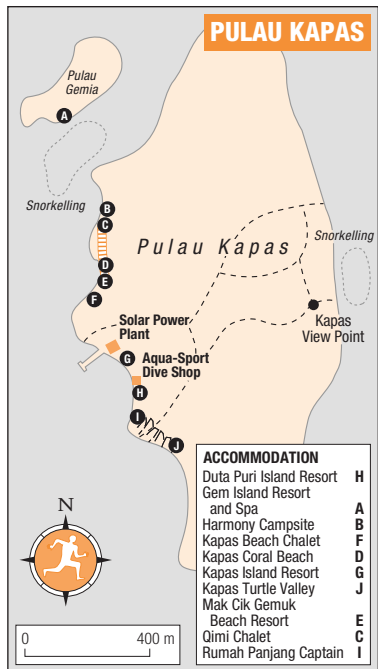 PULAU KAPAS
Pulau
Gemia
A
Snorkelling
B
C
Pulau Kapas
Snorkelling
D
E
F
Kapas
View Point
Solar Power
Plant
G
Aqua-Sport
Dive Shop
H
I
J
N
0 400 m
ACCOMMODATION
Duta Puri Island Resort H
Gem Island Resort
and Spa A
Harmony Campsite B
Kapas Beach Chalet F
Kapas Coral Beach D
Kapas Island Resort G
Kapas Turtle Valley J
Mak Cik Gemuk
Beach Resort E
Qimi Chalet C
Rumah Panjang Captain I